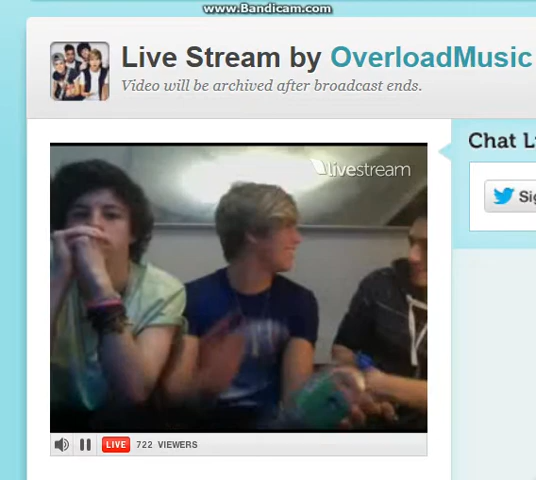 www.Bandicam.com
Live Stream by OverloadMusic
Video will be archived after broadcast ends.
Chat L
livestream
Si
LIVE 722 VIEWERS